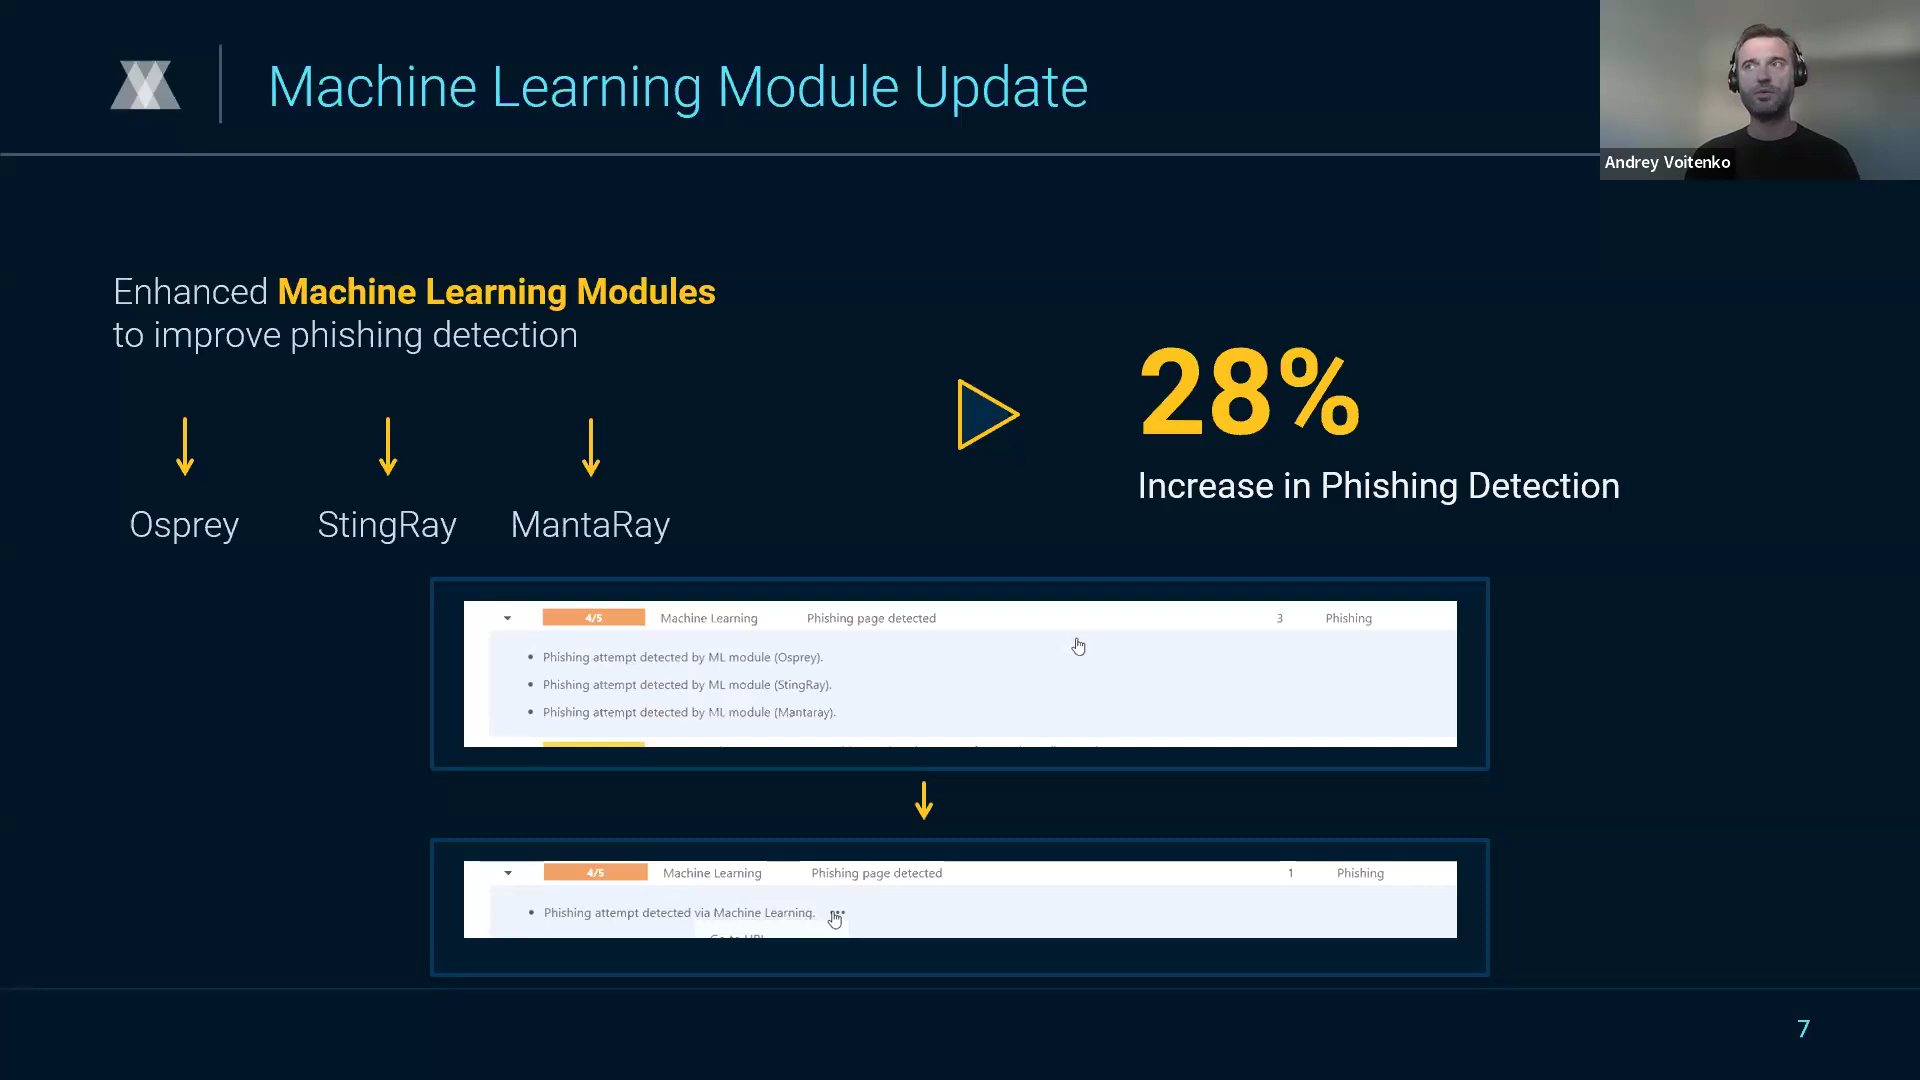 Machine Learning Module Update
Andrey Voitenko
Enhanced Machine Learning Modules
to improve phishing detection
28%
Increase in Phishing Detection
Osprey StingRay MantaRay
4/5 Machine Learning Phishing page detected 3 Phishing
• Phishing attempt detected by ML module (Osprey).
• Phishing attempt detected by ML module (StingRay).
• Phishing attempt detected by ML module (Mantaray).
4/5 Machine Learning Phishing page detected 1 Phishing
• Phishing attempt detected via Machine Learning.
7